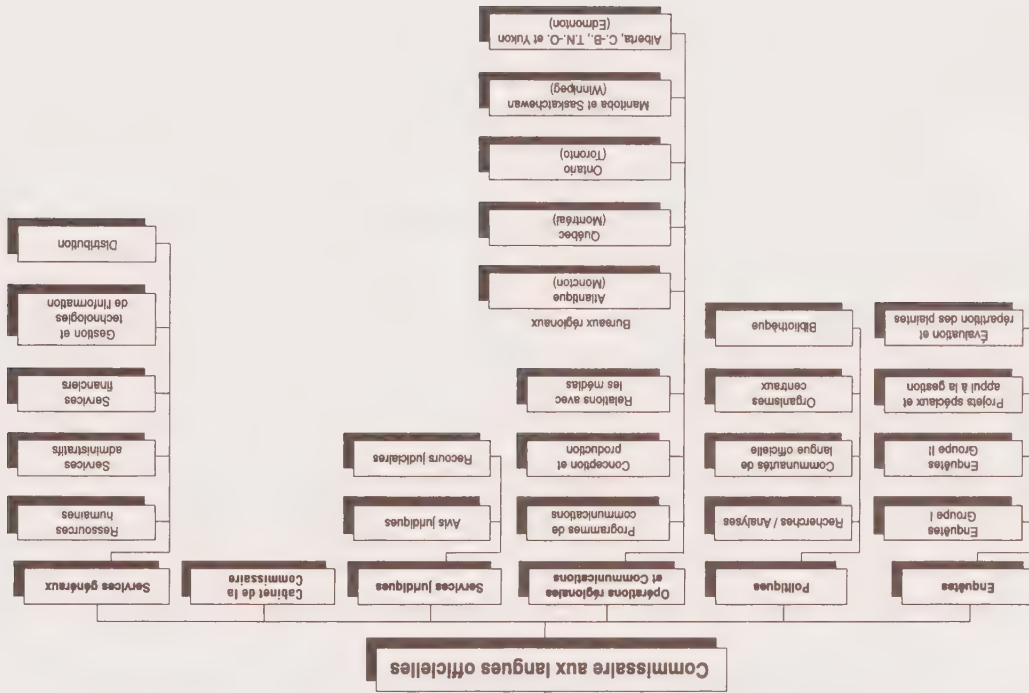 Commissaire aux langues officielles
Enquêtes
Enquêtes
Groupe I
Enquêtes
Groupe II
Projets spéciaux et
appui à la gestion
Évaluation et
répartition des plaintes
Politiques
Recherches / Analyses
Communautés de
langue officielle
Organismes
centraux
Bibliothèque
Opérations régionales
et Communications
Programmes de
communications
Conception et
production
Relations avec
les médias
Bureaux régionaux
Atlantique
(Moncton)
Québec
(Montréal)
Ontario
(Toronto)
Manitoba et Saskatchewan
(Winnipeg)
Alberta, C.-B., T.N.-O. et Yukon
(Edmonton)
Services juridiques
Avis juridiques
Recours judiciaires
Cabinet de la
Commissaire
Services généraux
Ressources
humaines
Services
administratifs
Services
financiers
Gestion et
technologies
de l'information
Distribution